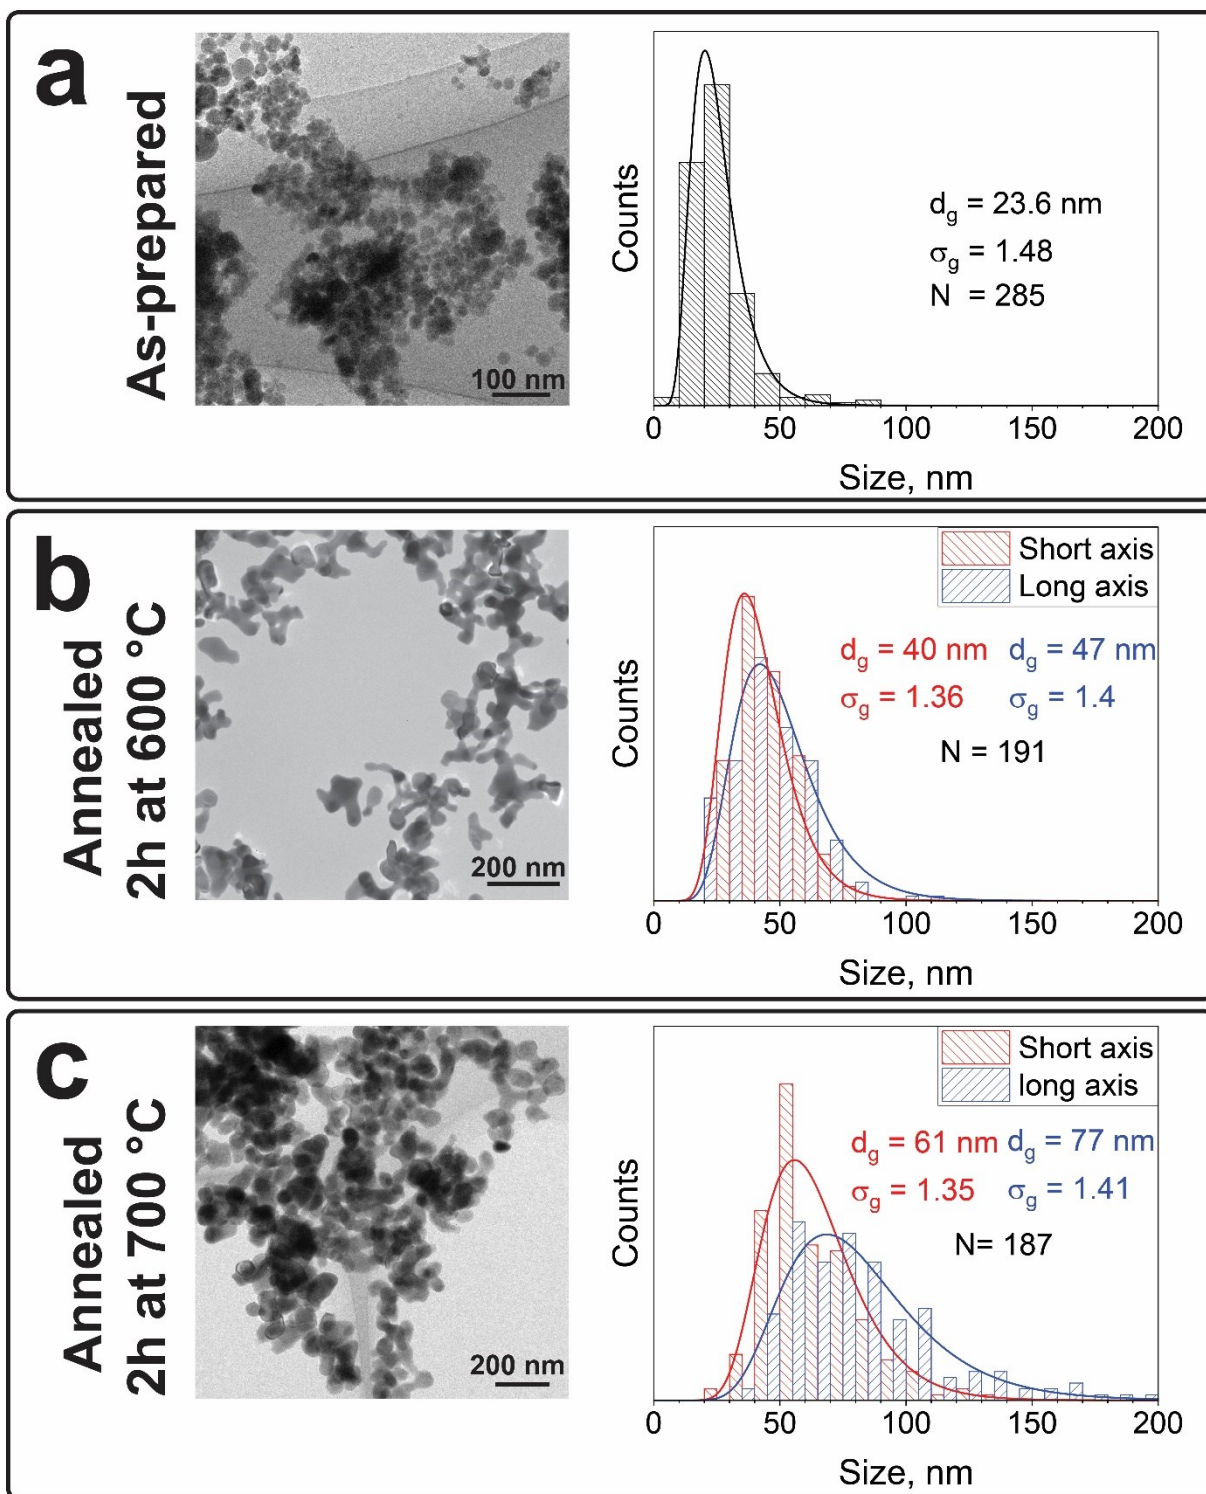 a
As-prepared
100 nm
Counts
d_g = 23.6 nm
σ_g = 1.48
N = 285
0 50 100 150 200
Size, nm
b
Annealed
2h at 600 °C
200 nm
Counts
Short axis
Long axis
d_g = 40 nm d_g = 47 nm
σ_g = 1.36 σ_g = 1.4
N = 191
0 50 100 150 200
Size, nm
c
Annealed
2h at 700 °C
200 nm
Counts
Short axis
long axis
d_g = 61 nm d_g = 77 nm
σ_g = 1.35 σ_g = 1.41
N= 187
0 50 100 150 200
Size, nm